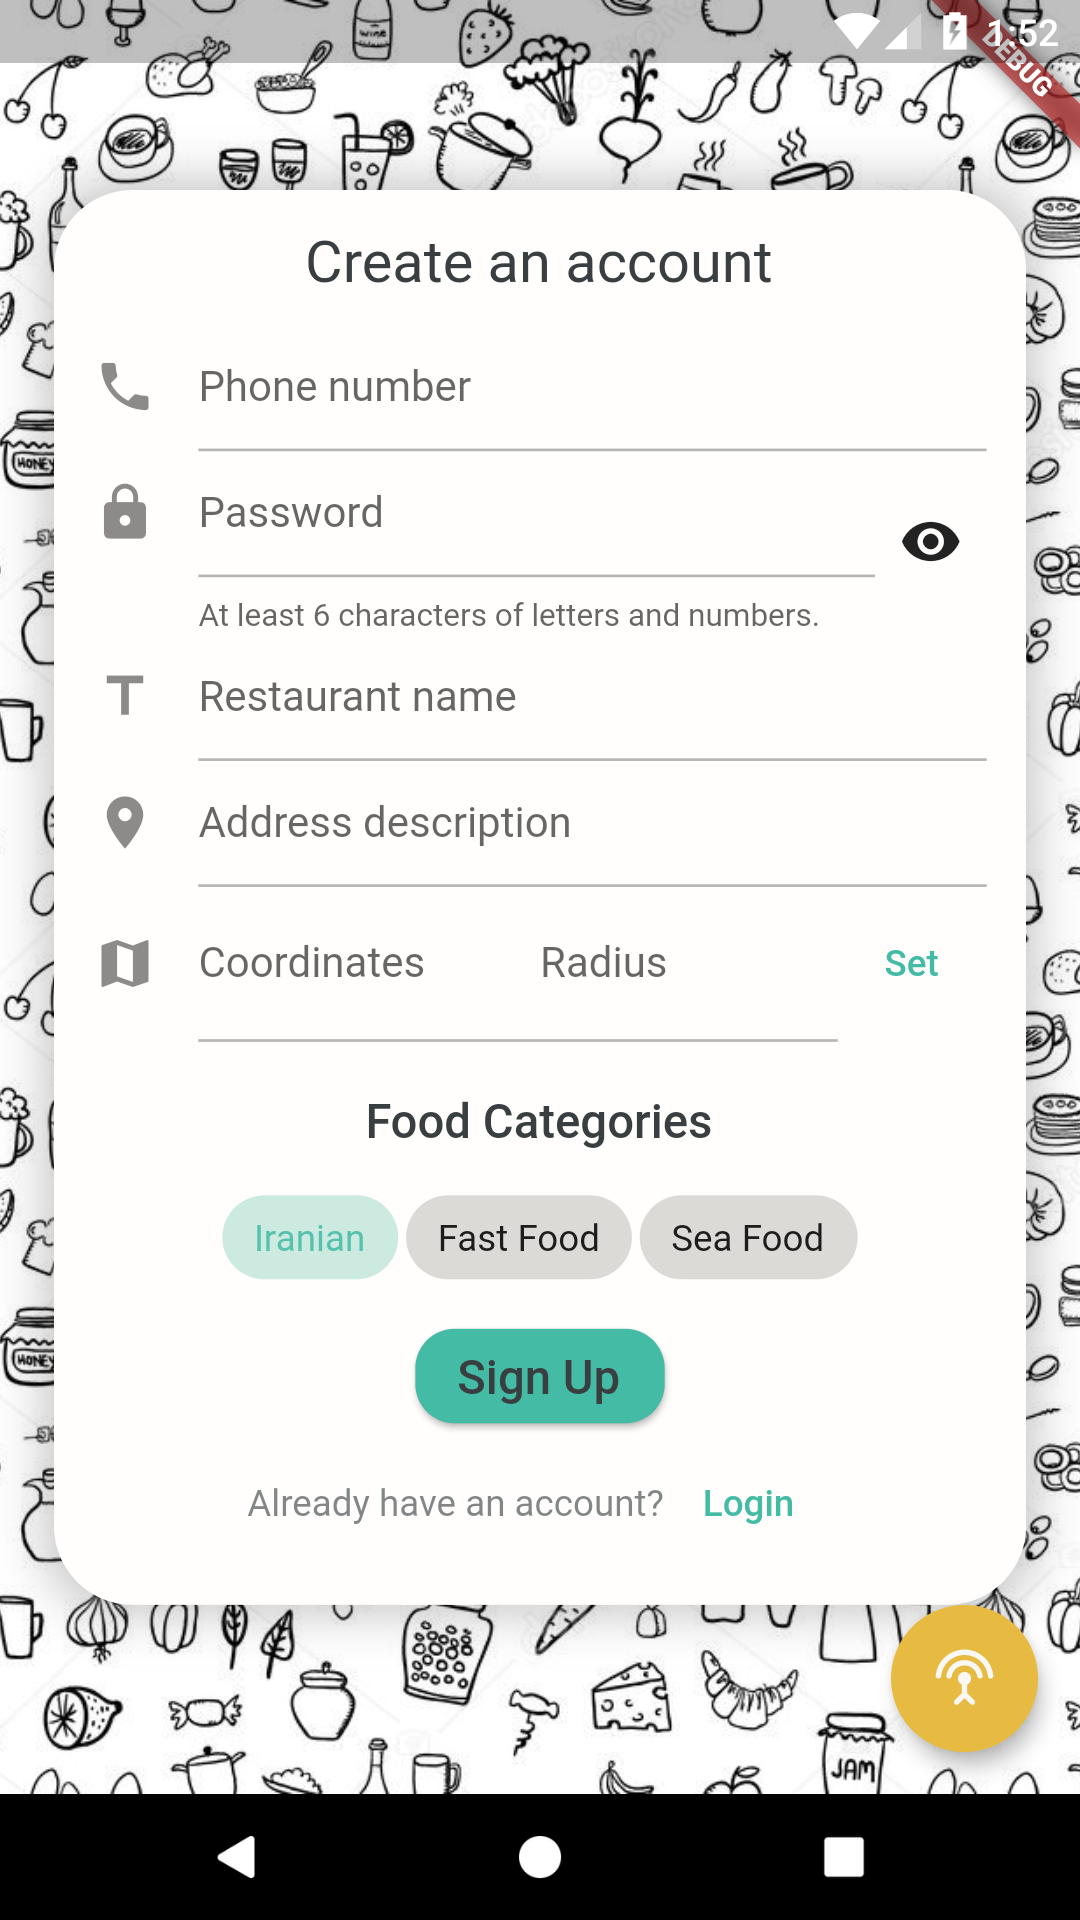 wine
1:52
DEBUG
Create an account
Phone number
HONEY
Password
At least 6 characters of letters and numbers.
Restaurant name
Address description
Coordinates Radius Set
Food Categories
Iranian Fast Food Sea Food
HONEY
Sign Up
Already have an account? Login
JAM